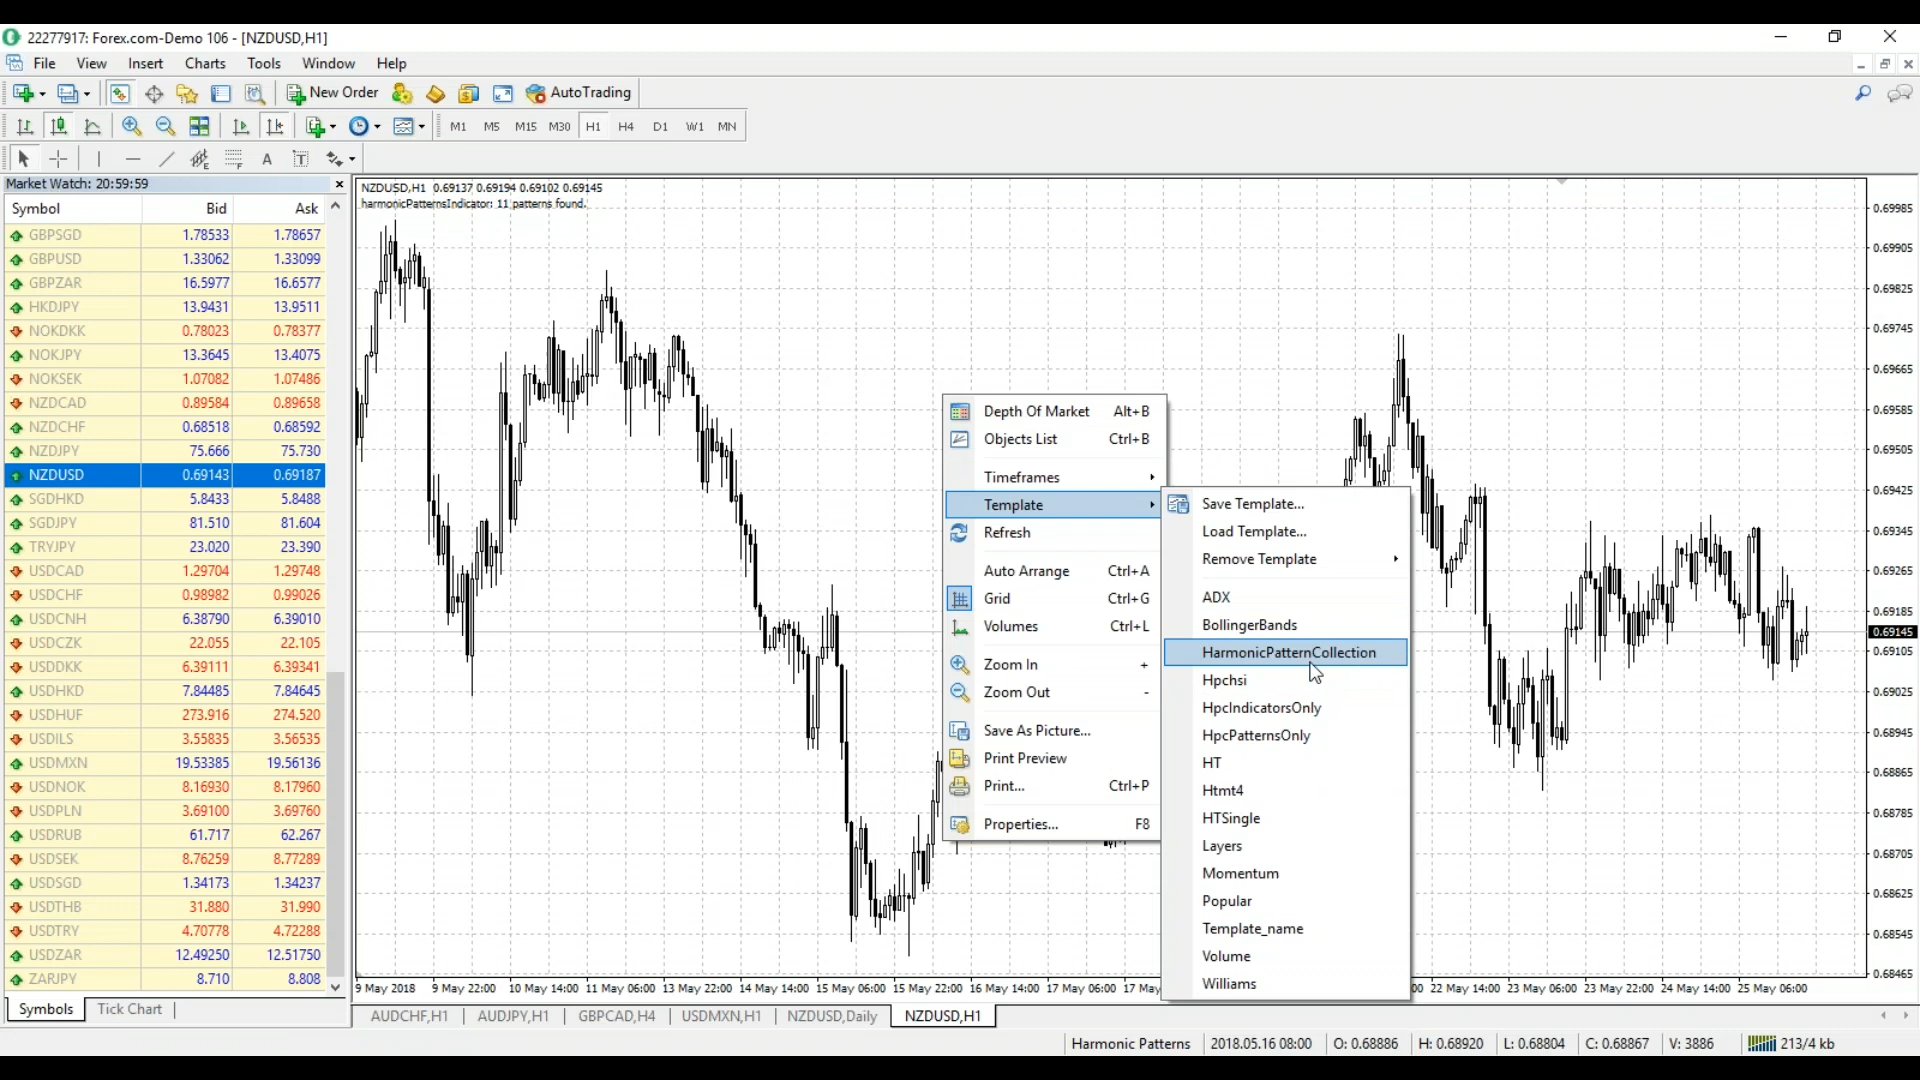 22277917: Forex.com-Demo 106 - [NZDUSD,H1]
File View Insert Charts Tools Window Help
New Order AutoTrading
M1 M5 M15 M30 H1 H4 D1 W1 MN
E F A T
Market Watch: 20:59:59
Symbol Bid Ask
GBPSGD 1.78533 1.78657
GBPUSD 1.33062 1.33099
GBPZAR 16.5977 16.6577
HKDJPY 13.9431 13.9511
NOKDKK 0.78023 0.78377
NOKJPY 13.3645 13.4075
NOKSEK 1.07082 1.07486
NZDCAD 0.89584 0.89658
NZDCHF 0.68518 0.68592
NZDJPY 75.666 75.730
NZDUSD 0.69143 0.69187
SGDHKD 5.8433 5.8488
SGDJPY 81.510 81.604
TRYJPY 23.020 23.390
USDCAD 1.29704 1.29748
USDCHF 0.98982 0.99026
USDCNH 6.38790 6.39010
USDCZK 22.055 22.105
USDDKK 6.39111 6.39341
USDHKD 7.84485 7.84645
USDHUF 273.916 274.520
USDILS 3.55835 3.56535
USDMXN 19.53385 19.56136
USDNOK 8.16930 8.17960
USDPLN 3.69100 3.69760
USDRUB 61.717 62.267
USDSEK 8.76259 8.77289
USDSGD 1.34173 1.34237
USDTHB 31.880 31.990
USDTRY 4.70778 4.72288
USDZAR 12.49250 12.51750
ZARJPY 8.710 8.808
Symbols Tick Chart
NZDUSD,H1 0.69137 0.69194 0.69102 0.69145
harmonicPatternsIndicator: 11 patterns found.
Depth Of Market Alt+B
Objects List Ctrl+B
Timeframes
Template
Refresh
Auto Arrange Ctrl+A
Grid Ctrl+G
Volumes Ctrl+L
Zoom In +
Zoom Out -
Save As Picture...
Print Preview
Print... Ctrl+P
Properties... F8
Save Template...
Load Template...
Remove Template
ADX
BollingerBands
HarmonicPatternCollection
Hpchsi
HpcIndicatorsOnly
HpcPatternsOnly
HT
Htmt4
HTSingle
Layers
Momentum
Popular
Template_name
Volume
Williams
0.69985
0.69905
0.69825
0.69745
0.69665
0.69585
0.69505
0.69425
0.69345
0.69265
0.69185
0.69145
0.69105
0.69025
0.68945
0.68865
0.68785
0.68705
0.68625
0.68545
0.68465
9 May 2018 9 May 22:00 10 May 14:00 11 May 06:00 13 May 22:00 14 May 14:00 15 May 06:00 15 May 22:00 16 May 14:00 17 May 06:00 17 May 22 May 14:00 23 May 06:00 23 May 22:00 24 May 14:00 25 May 06:00
AUDCHF,H1 AUDJPY,H1 GBPCAD,H4 USDMXN,H1 NZDUSD,Daily NZDUSD,H1
Harmonic Patterns 2018.05.16 08:00 O: 0.68886 H: 0.68920 L: 0.68804 C: 0.68867 V: 3886 213/4 kb